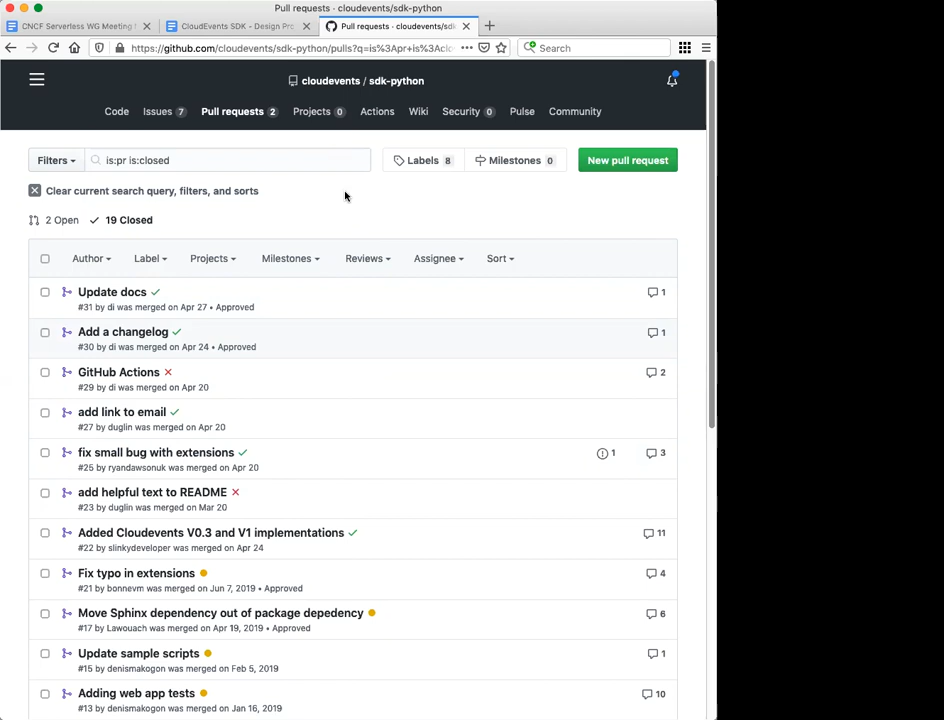 Pull requests · cloudevents/sdk-python
CNCF Serverless WG Meeting
CloudEvents SDK - Design Pro
Pull requests · cloudevents/sdk
https://github.com/cloudevents/sdk-python/pulls?q=is%3Apr+is%3Aclo
Search
cloudevents / sdk-python
Code Issues 7 Pull requests 2 Projects 0 Actions Wiki Security 0 Pulse Community
Filters is:pr is:closed Labels 8 Milestones 0 New pull request
Clear current search query, filters, and sorts
2 Open 19 Closed
Author Label Projects Milestones Reviews Assignee Sort
Update docs 1
#31 by di was merged on Apr 27 • Approved
Add a changelog 1
#30 by di was merged on Apr 24 • Approved
GitHub Actions 2
#29 by di was merged on Apr 20
add link to email
#27 by duglin was merged on Apr 20
fix small bug with extensions 1 3
#25 by ryandawsonuk was merged on Apr 20
add helpful text to README
#23 by duglin was merged on Mar 20
Added Cloudevents V0.3 and V1 implementations 11
#22 by slinkydeveloper was merged on Apr 24
Fix typo in extensions 4
#21 by bonnevm was merged on Jun 7, 2019 • Approved
Move Sphinx dependency out of package depedency 6
#17 by Lawouach was merged on Apr 19, 2019 • Approved
Update sample scripts 1
#15 by denismakogon was merged on Feb 5, 2019
Adding web app tests 10
#13 by denismakogon was merged on Jan 16, 2019